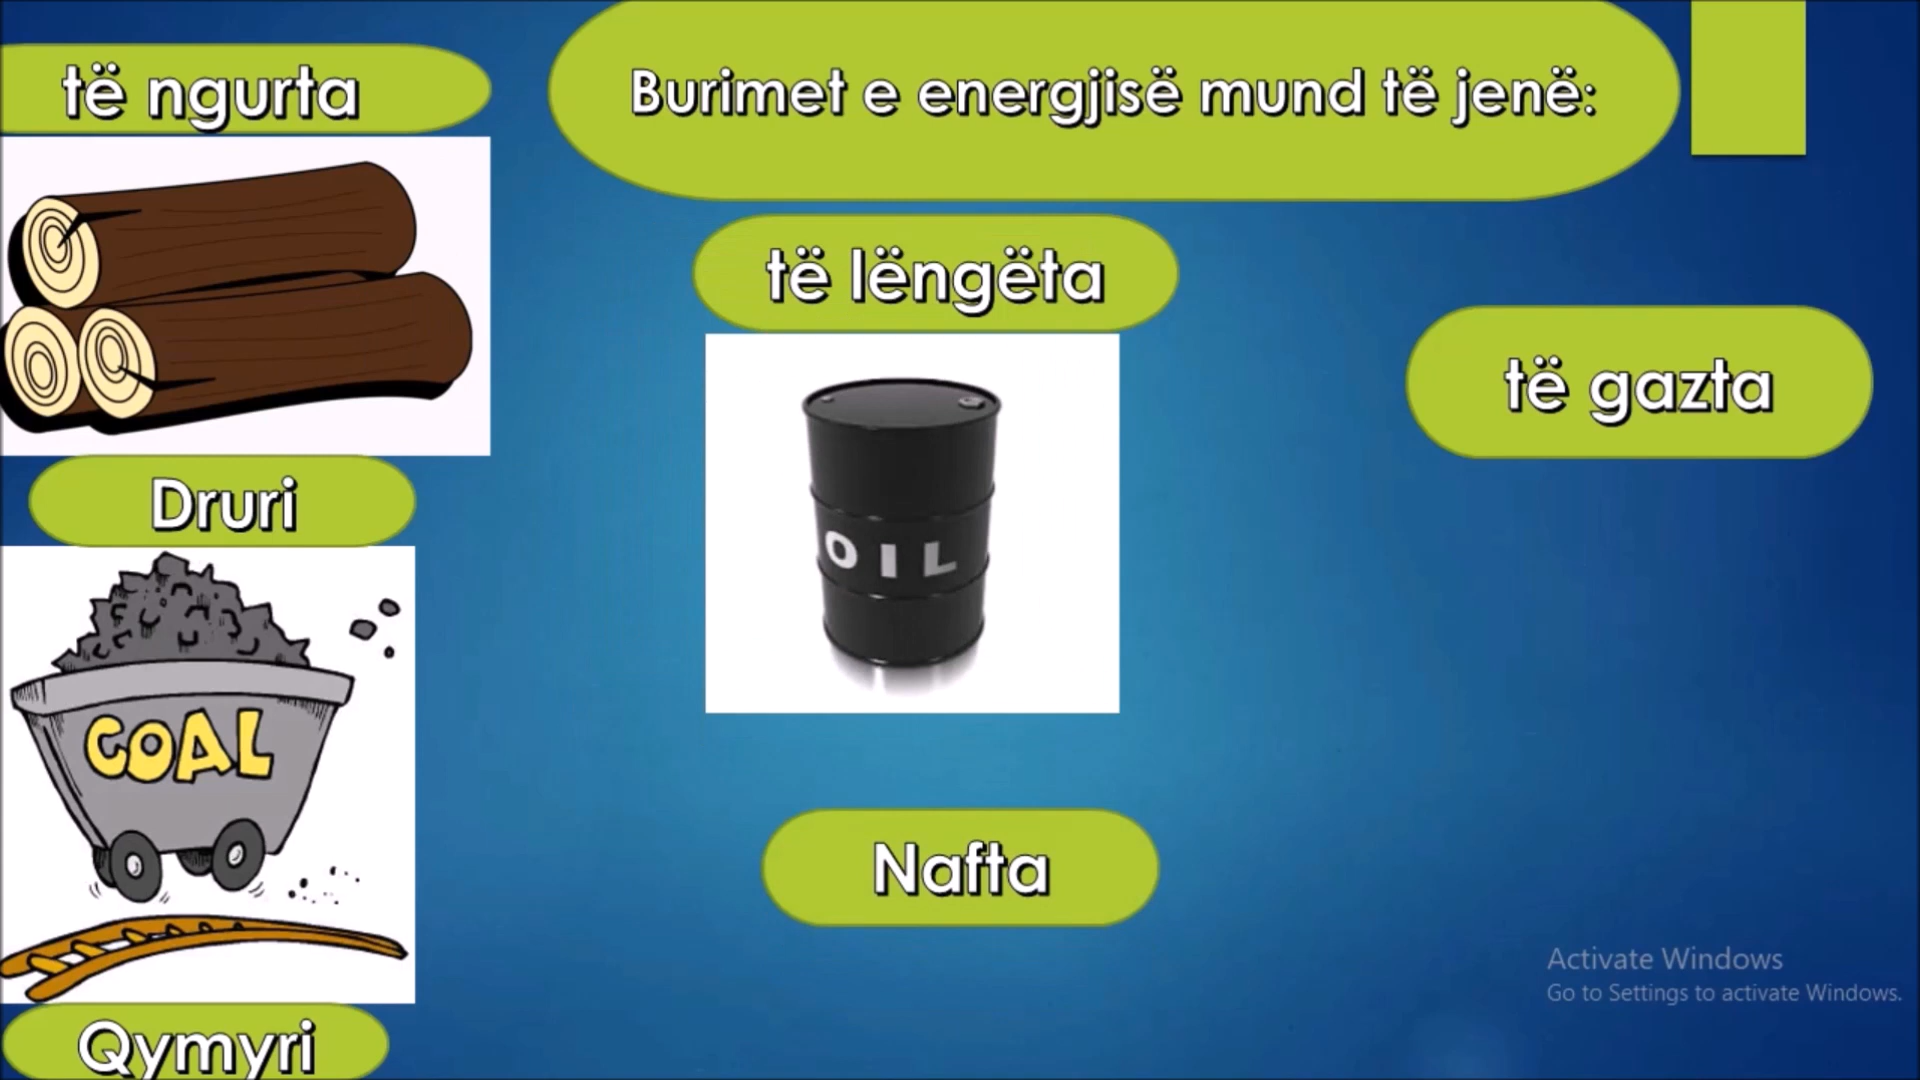 Burimet e energjisë mund të jenë:
të ngurta
Druri
COAL
Qymyri
të lëngëta
OIL
Nafta
të gazta
Activate Windows
Go to Settings to activate Windows.